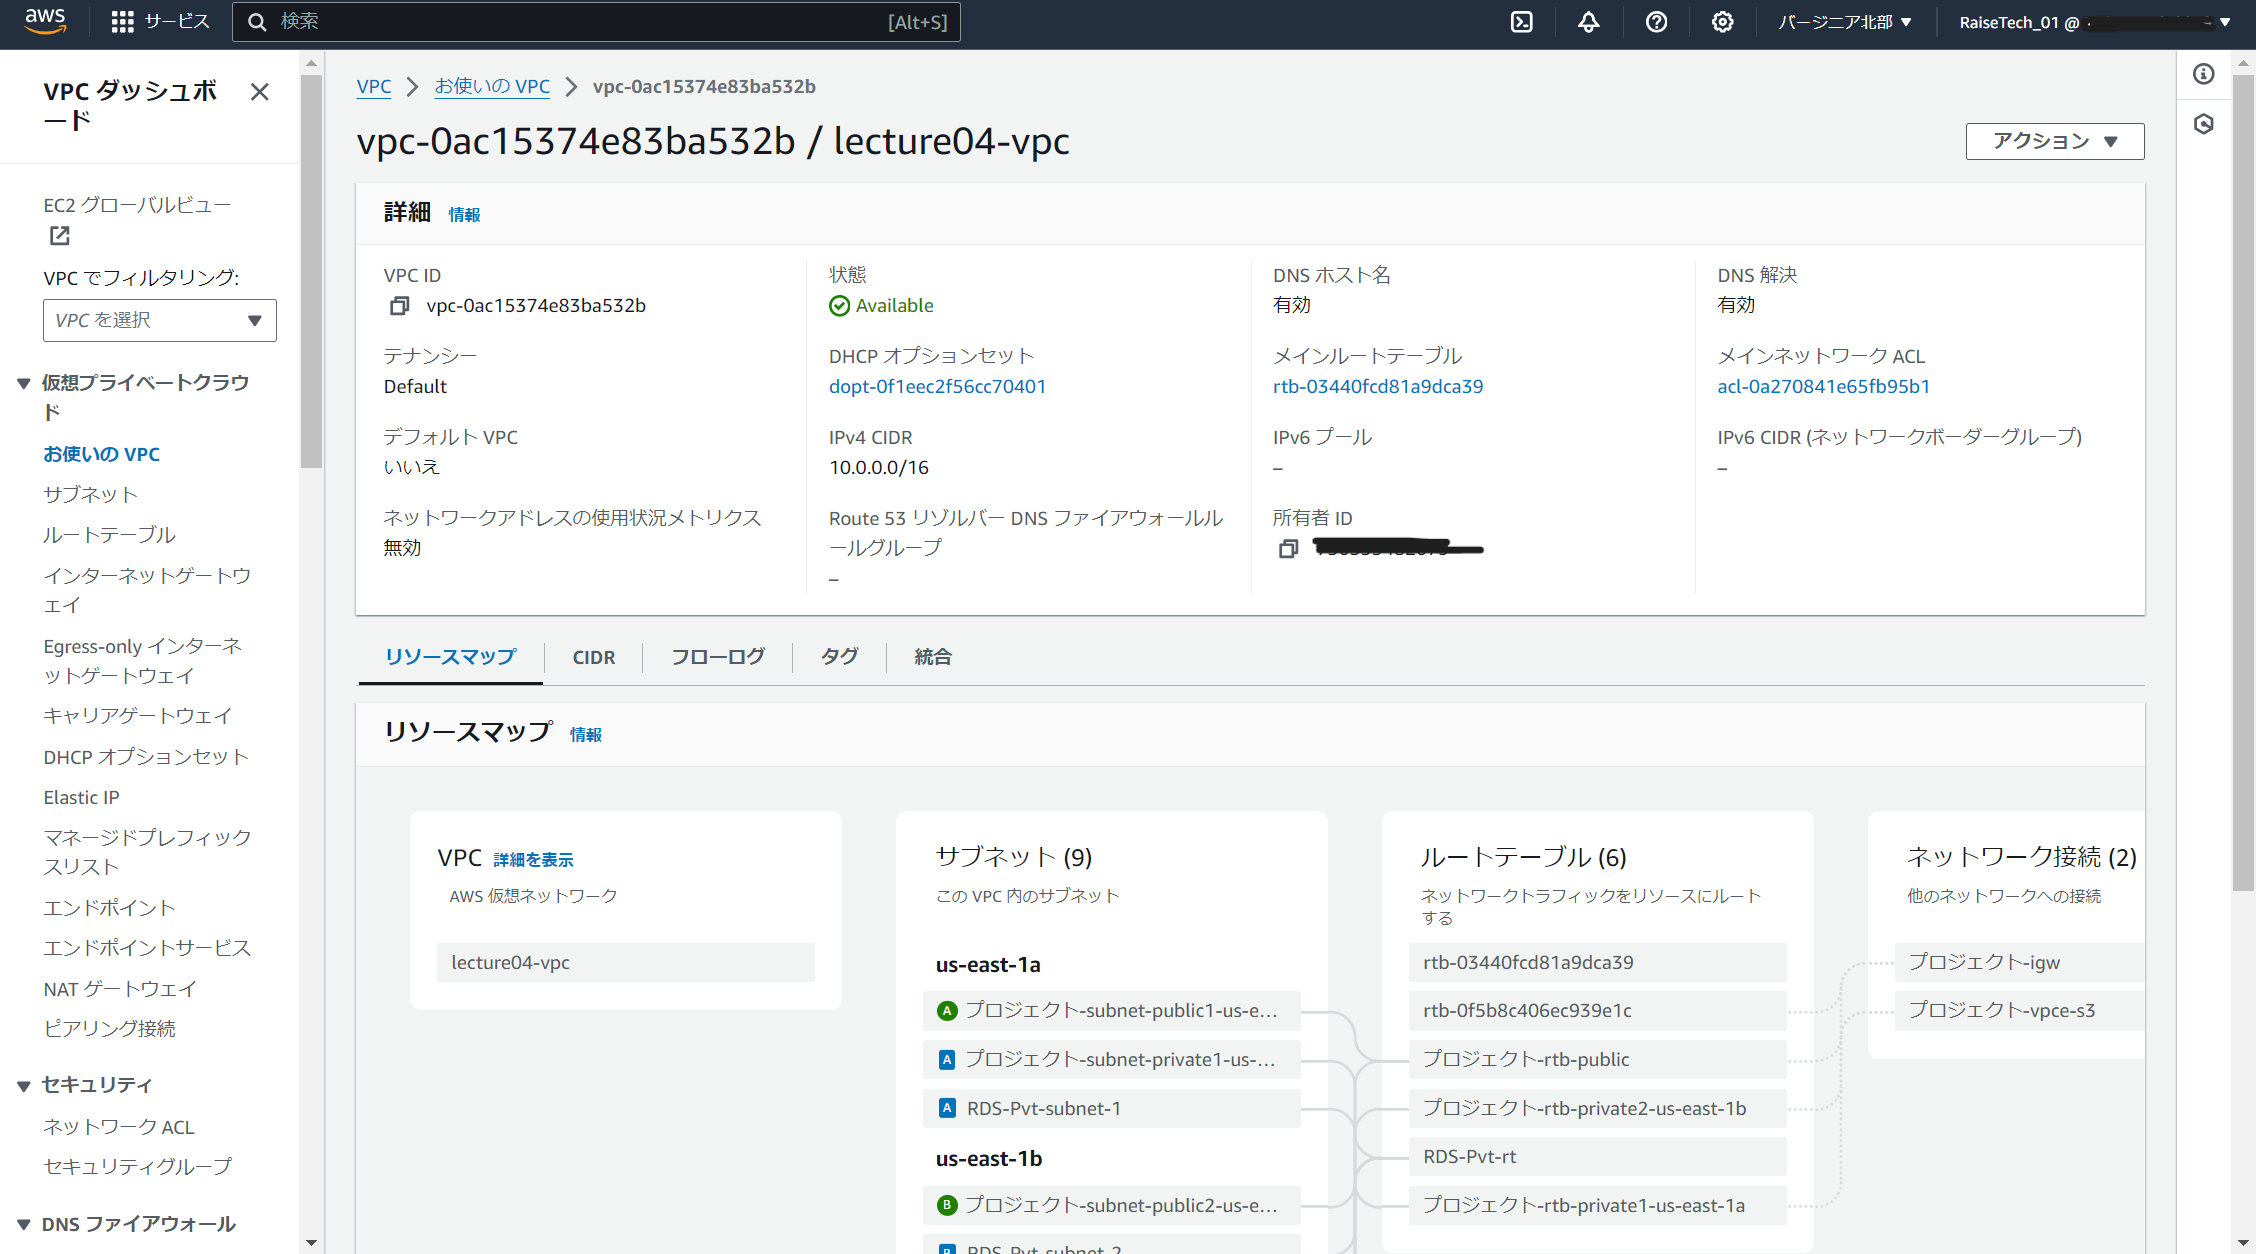 aws
サービス
検索
[Alt+S]
バージニア北部
RaiseTech_01 @
VPC ダッシュボ
ード
EC2 グローバルビュー
VPC でフィルタリング:
VPC を選択
仮想プライベートクラウ
ド
お使いの VPC
サブネット
ルートテーブル
インターネットゲートウ
ェイ
Egress-only インターネ
ットゲートウェイ
キャリアゲートウェイ
DHCP オプションセット
Elastic IP
マネージドプレフィック
スリスト
エンドポイント
エンドポイントサービス
NAT ゲートウェイ
ピアリング接続
セキュリティ
ネットワーク ACL
セキュリティグループ
DNS ファイアウォール
VPC
お使いの VPC
vpc-0ac15374e83ba532b
vpc-0ac15374e83ba532b / lecture04-vpc
アクション
詳細 情報
VPC ID
vpc-0ac15374e83ba532b
状態
Available
DNS ホスト名
有効
DNS 解決
有効
テナンシー
Default
DHCP オプションセット
dopt-0f1eec2f56cc70401
メインルートテーブル
rtb-03440fcd81a9dca39
メインネットワーク ACL
acl-0a270841e65fb95b1
デフォルト VPC
いいえ
IPv4 CIDR
10.0.0.0/16
IPv6 プール
–
IPv6 CIDR (ネットワークボーダーグループ)
–
ネットワークアドレスの使用状況メトリクス
無効
Route 53 リゾルバー DNS ファイアウォールル
ールグループ
–
所有者 ID
リソースマップ
CIDR
フローログ
タグ
統合
リソースマップ 情報
VPC 詳細を表示
AWS 仮想ネットワーク
lecture04-vpc
サブネット (9)
この VPC 内のサブネット
us-east-1a
A プロジェクト-subnet-public1-us-e...
A プロジェクト-subnet-private1-us-...
A RDS-Pvt-subnet-1
us-east-1b
B プロジェクト-subnet-public2-us-e...
B RDS-Pvt-subnet-2
ルートテーブル (6)
ネットワークトラフィックをリソースにルート
する
rtb-03440fcd81a9dca39
rtb-0f5b8c406ec939e1c
プロジェクト-rtb-public
プロジェクト-rtb-private2-us-east-1b
RDS-Pvt-rt
プロジェクト-rtb-private1-us-east-1a
ネットワーク接続 (2)
他のネットワークへの接続
プロジェクト-igw
プロジェクト-vpce-s3